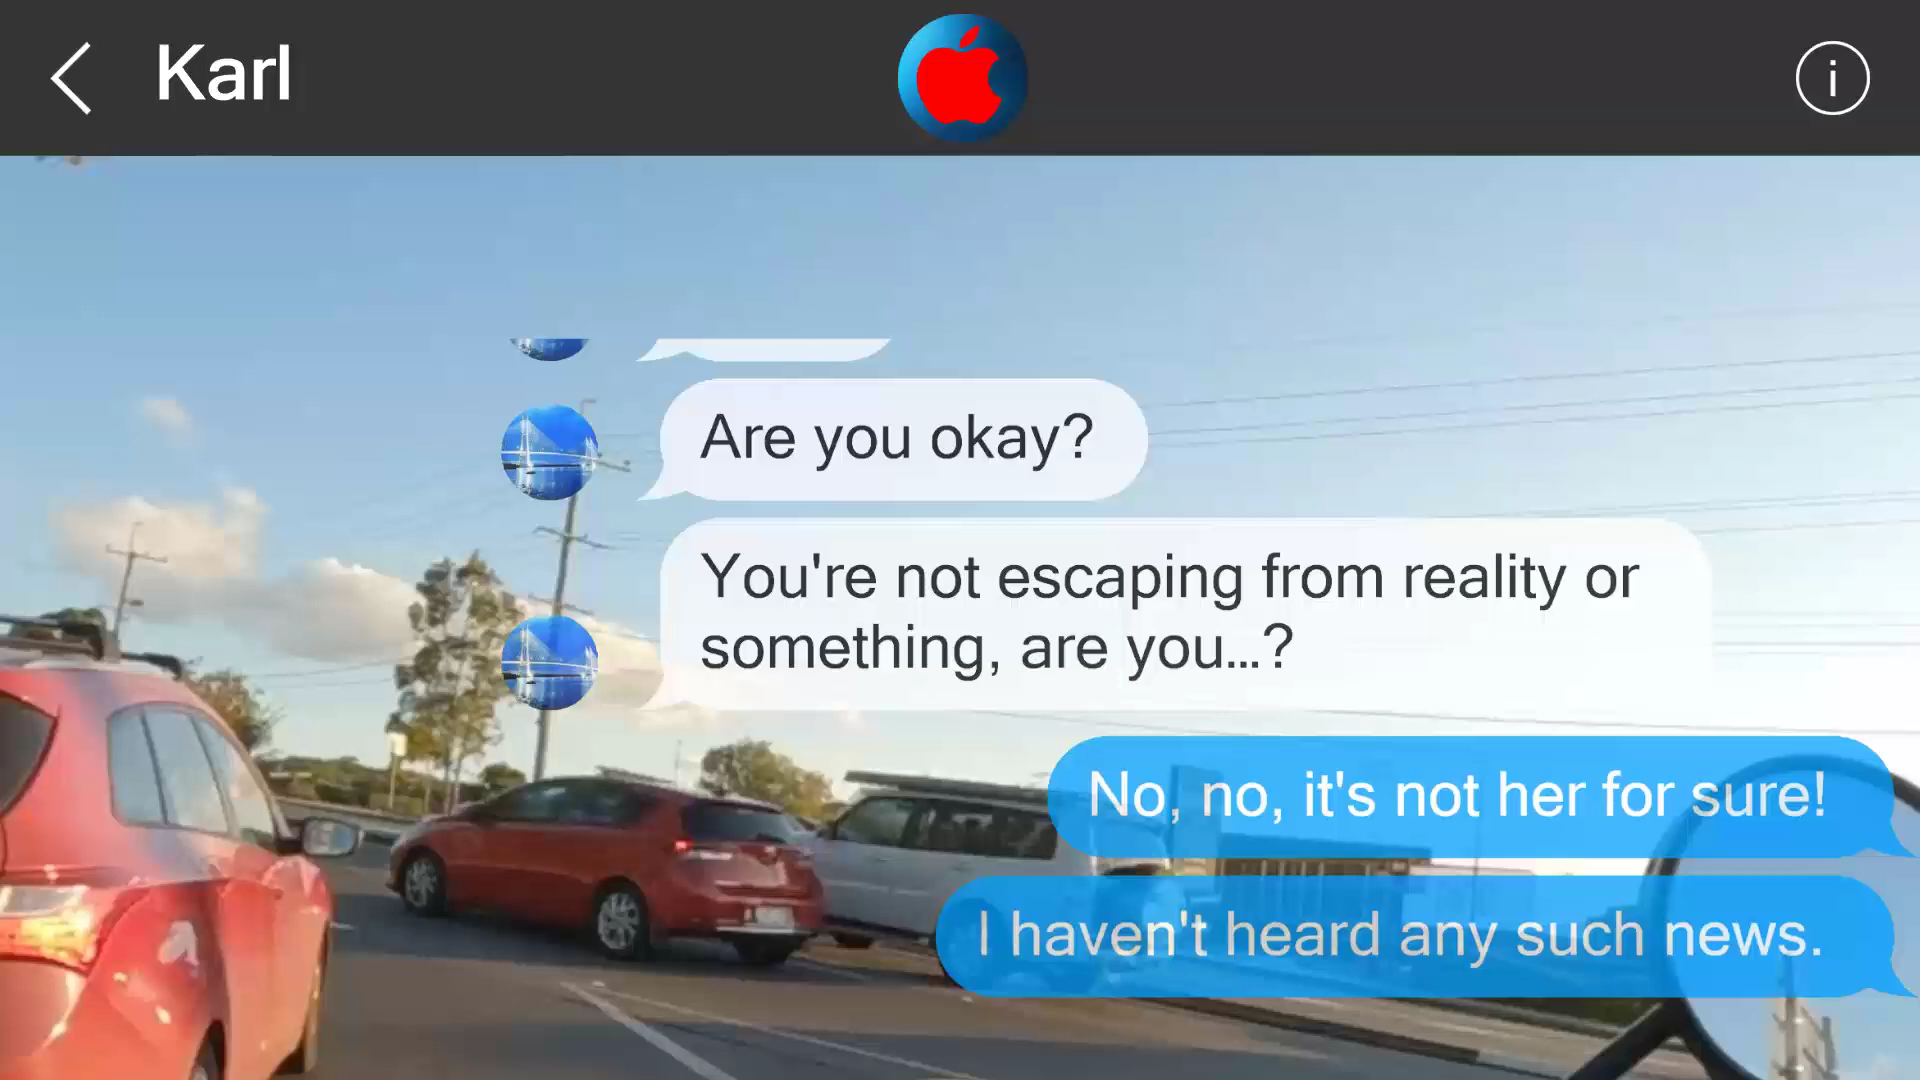 Karl
i
Are you okay?
You're not escaping from reality or
something, are you...?
No, no, it's not her for sure!
I haven't heard any such news.